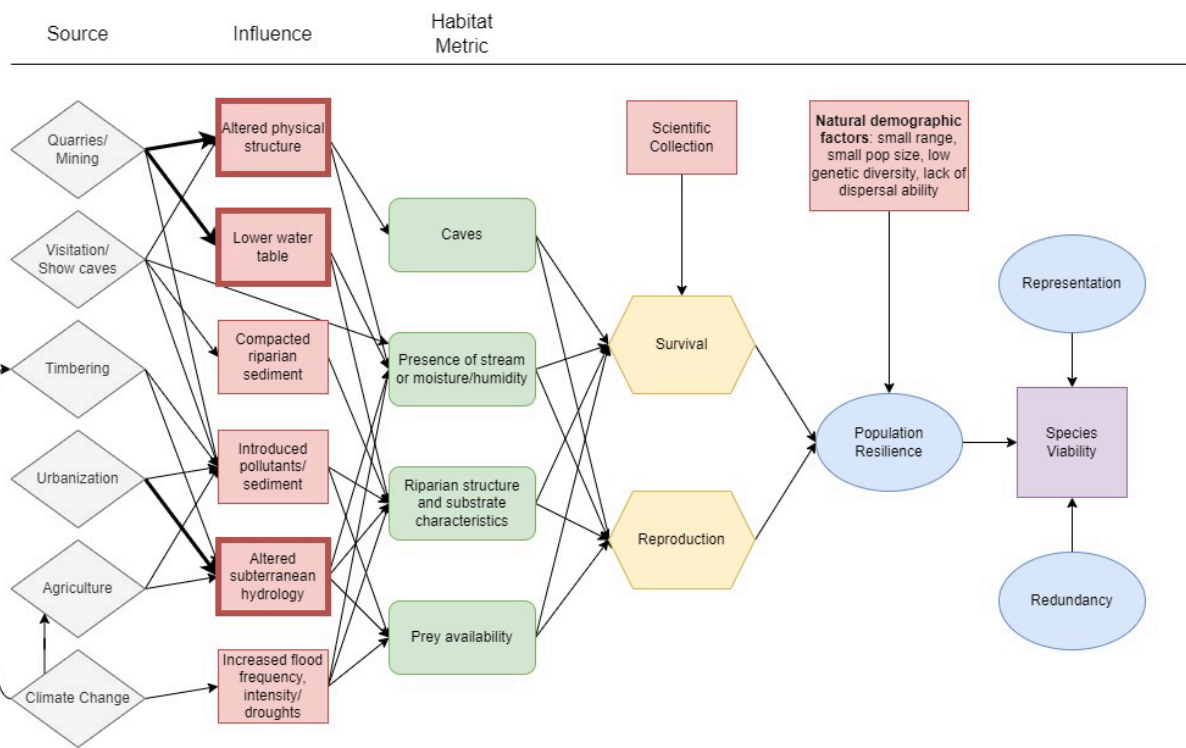 Source
Influence
Habitat
Metric
Quarries/
Mining
Visitation/
Show caves
Timbering
Urbanization
Agriculture
Climate Change
Altered physical
structure
Lower water
table
Compacted
riparian
sediment
Introduced
pollutants/
sediment
Altered
subterranean
hydrology
Increased flood
frequency,
intensity/
droughts
Caves
Presence of stream
or moisture/humidity
Riparian structure
and substrate
characteristics
Prey availability
Scientific
Collection
Survival
Reproduction
Natural demographic
factors: small range,
small pop size, low
genetic diversity, lack of
dispersal ability
Population
Resilience
Representation
Species
Viability
Redundancy